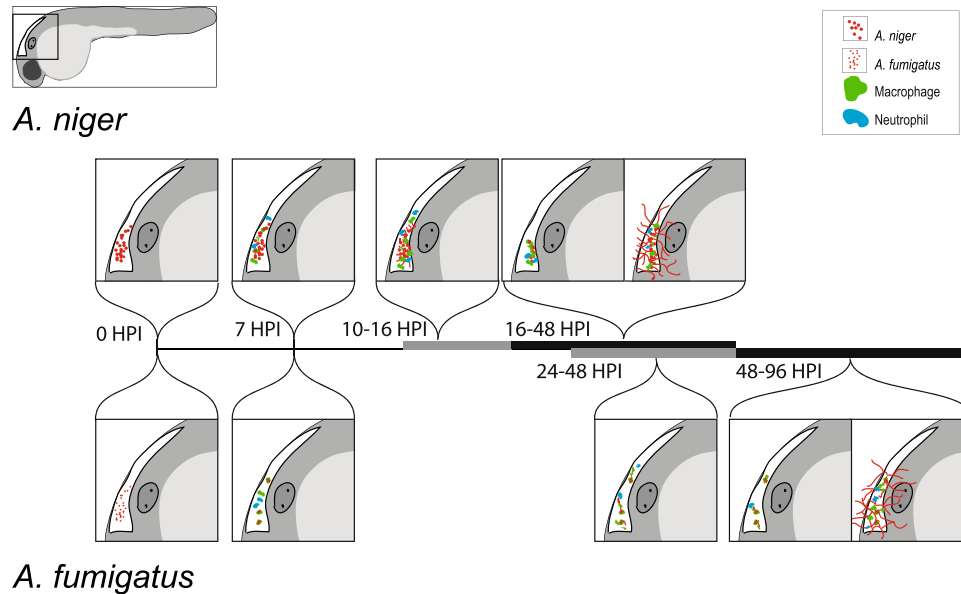 A. niger
A. fumigatus
Macrophage
Neutrophil
A. niger
0 HPI
7 HPI
10-16 HPI
16-48 HPI
24-48 HPI
48-96 HPI
A. fumigatus